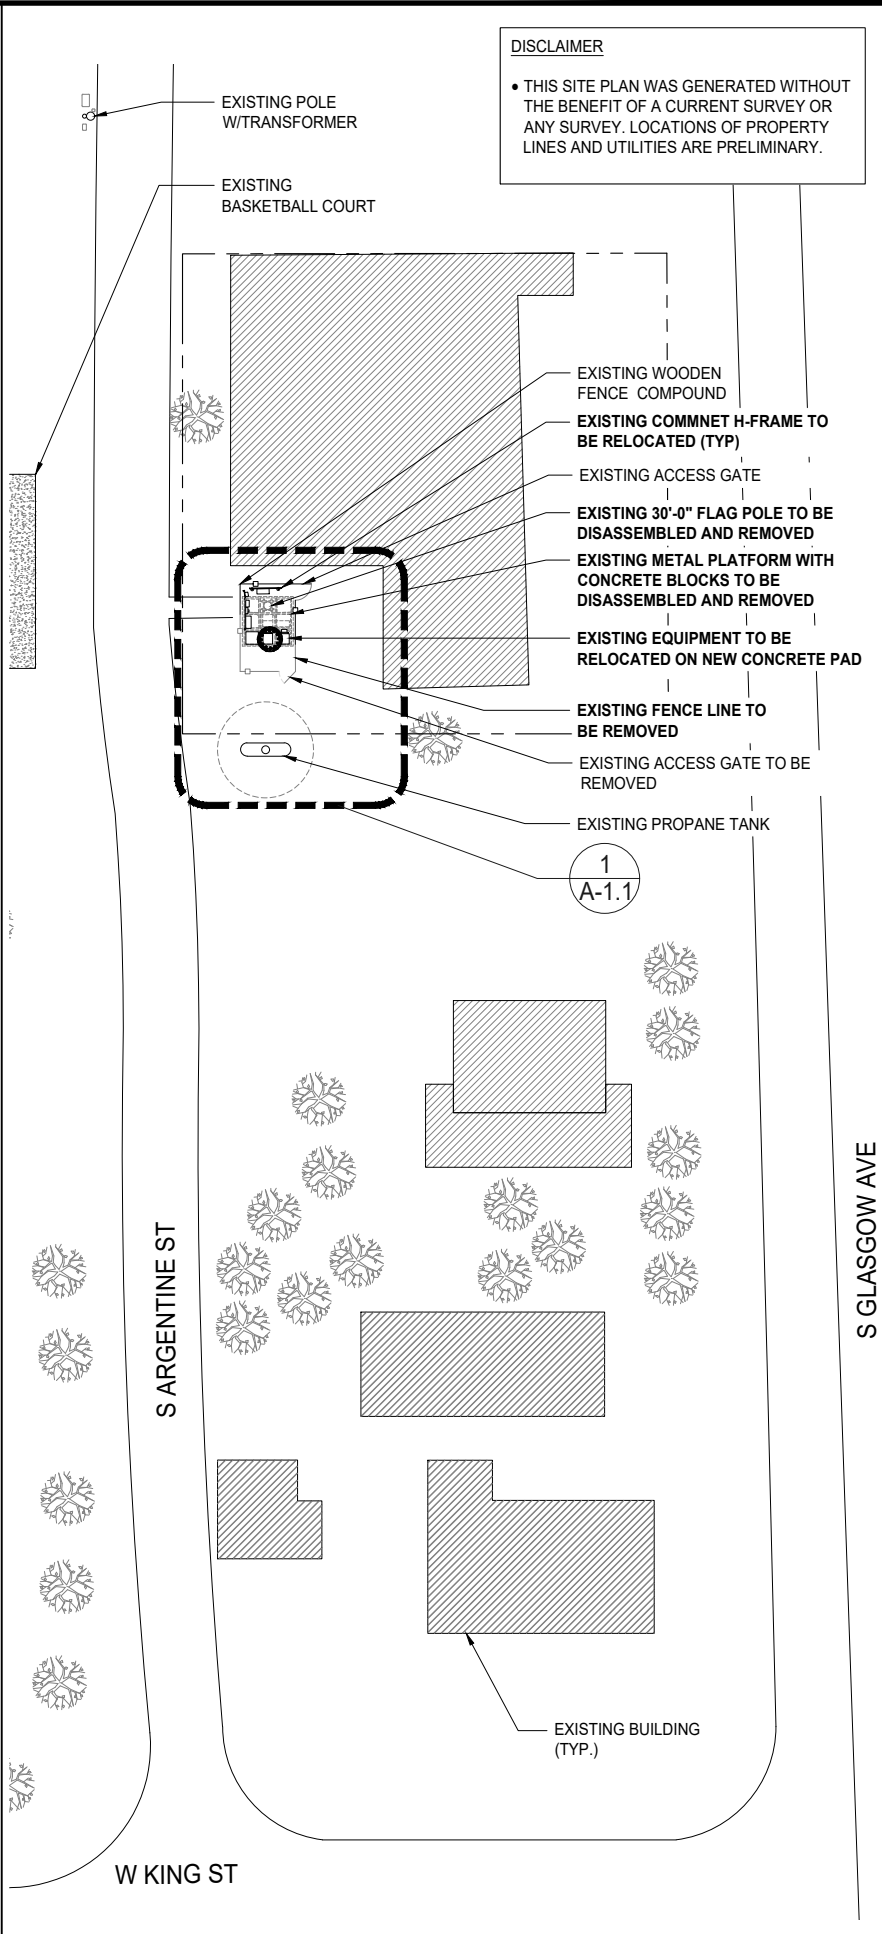 DISCLAIMER
• THIS SITE PLAN WAS GENERATED WITHOUT
THE BENEFIT OF A CURRENT SURVEY OR
ANY SURVEY. LOCATIONS OF PROPERTY
LINES AND UTILITIES ARE PRELIMINARY.
EXISTING POLE
W/TRANSFORMER
EXISTING
BASKETBALL COURT
EXISTING WOODEN
FENCE COMPOUND
EXISTING COMMNET H-FRAME TO
BE RELOCATED (TYP)
EXISTING ACCESS GATE
EXISTING 30'-0" FLAG POLE TO BE
DISASSEMBLED AND REMOVED
EXISTING METAL PLATFORM WITH
CONCRETE BLOCKS TO BE
DISASSEMBLED AND REMOVED
EXISTING EQUIPMENT TO BE
RELOCATED ON NEW CONCRETE PAD
EXISTING FENCE LINE TO
BE REMOVED
EXISTING ACCESS GATE TO BE
REMOVED
EXISTING PROPANE TANK
1
A-1.1
S ARGENTINE ST
S GLASGOW AVE
EXISTING BUILDING
(TYP.)
W KING ST